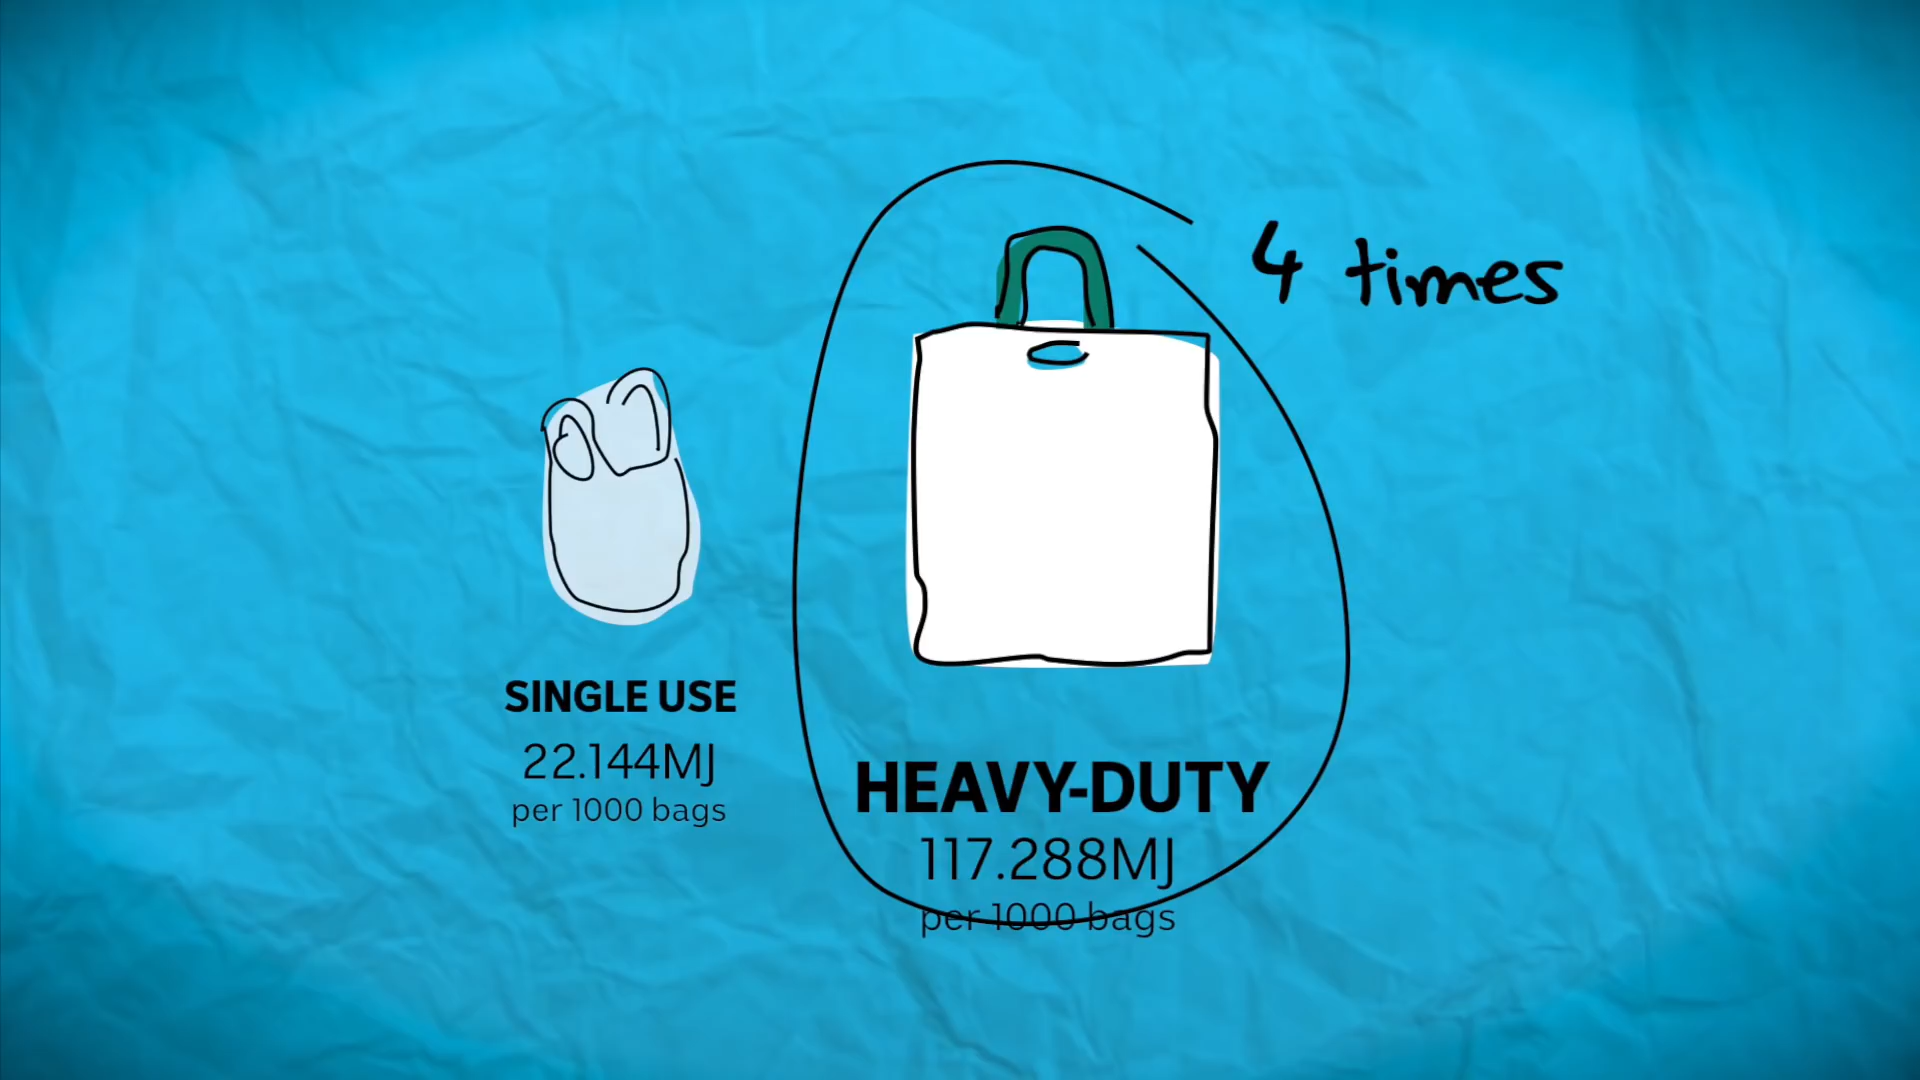 4 times
SINGLE USE
22.144MJ
per 1000 bags
HEAVY-DUTY
117.288MJ
per 1000 bags